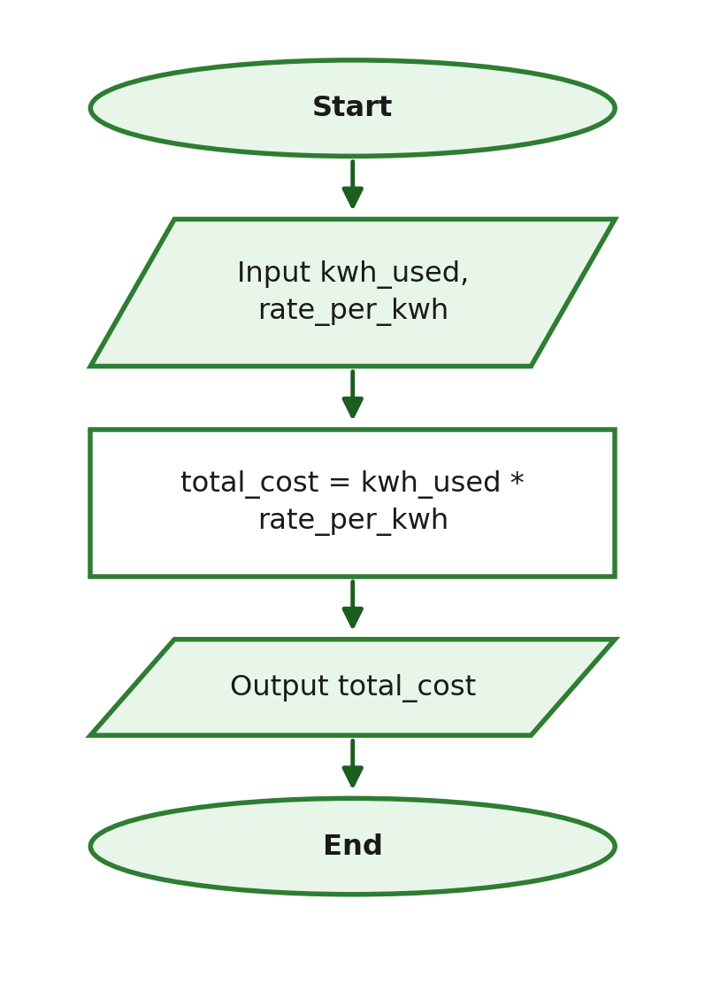 Start
Input kwh_used,
rate_per_kwh
total_cost = kwh_used *
rate_per_kwh
Output total_cost
End